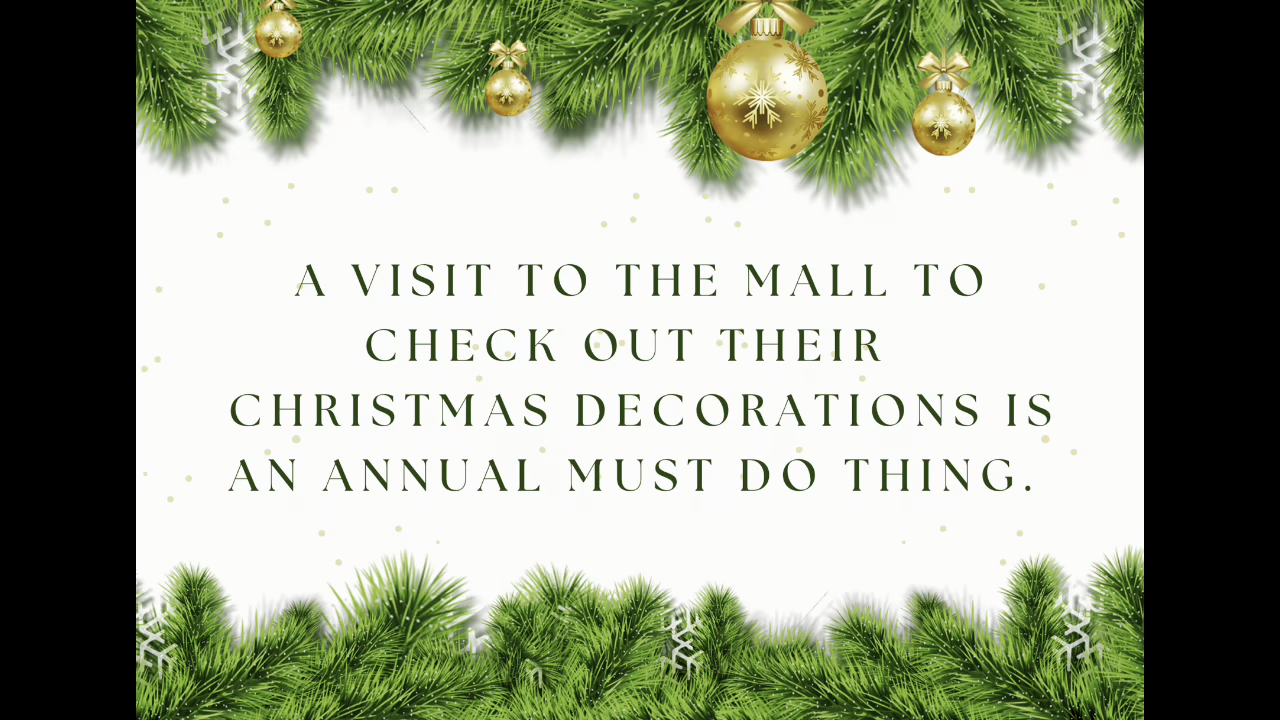 A VISIT TO THE MALL TO
CHECK OUT THEIR
CHRISTMAS DECORATIONS IS
AN ANNUAL MUST DO THING.